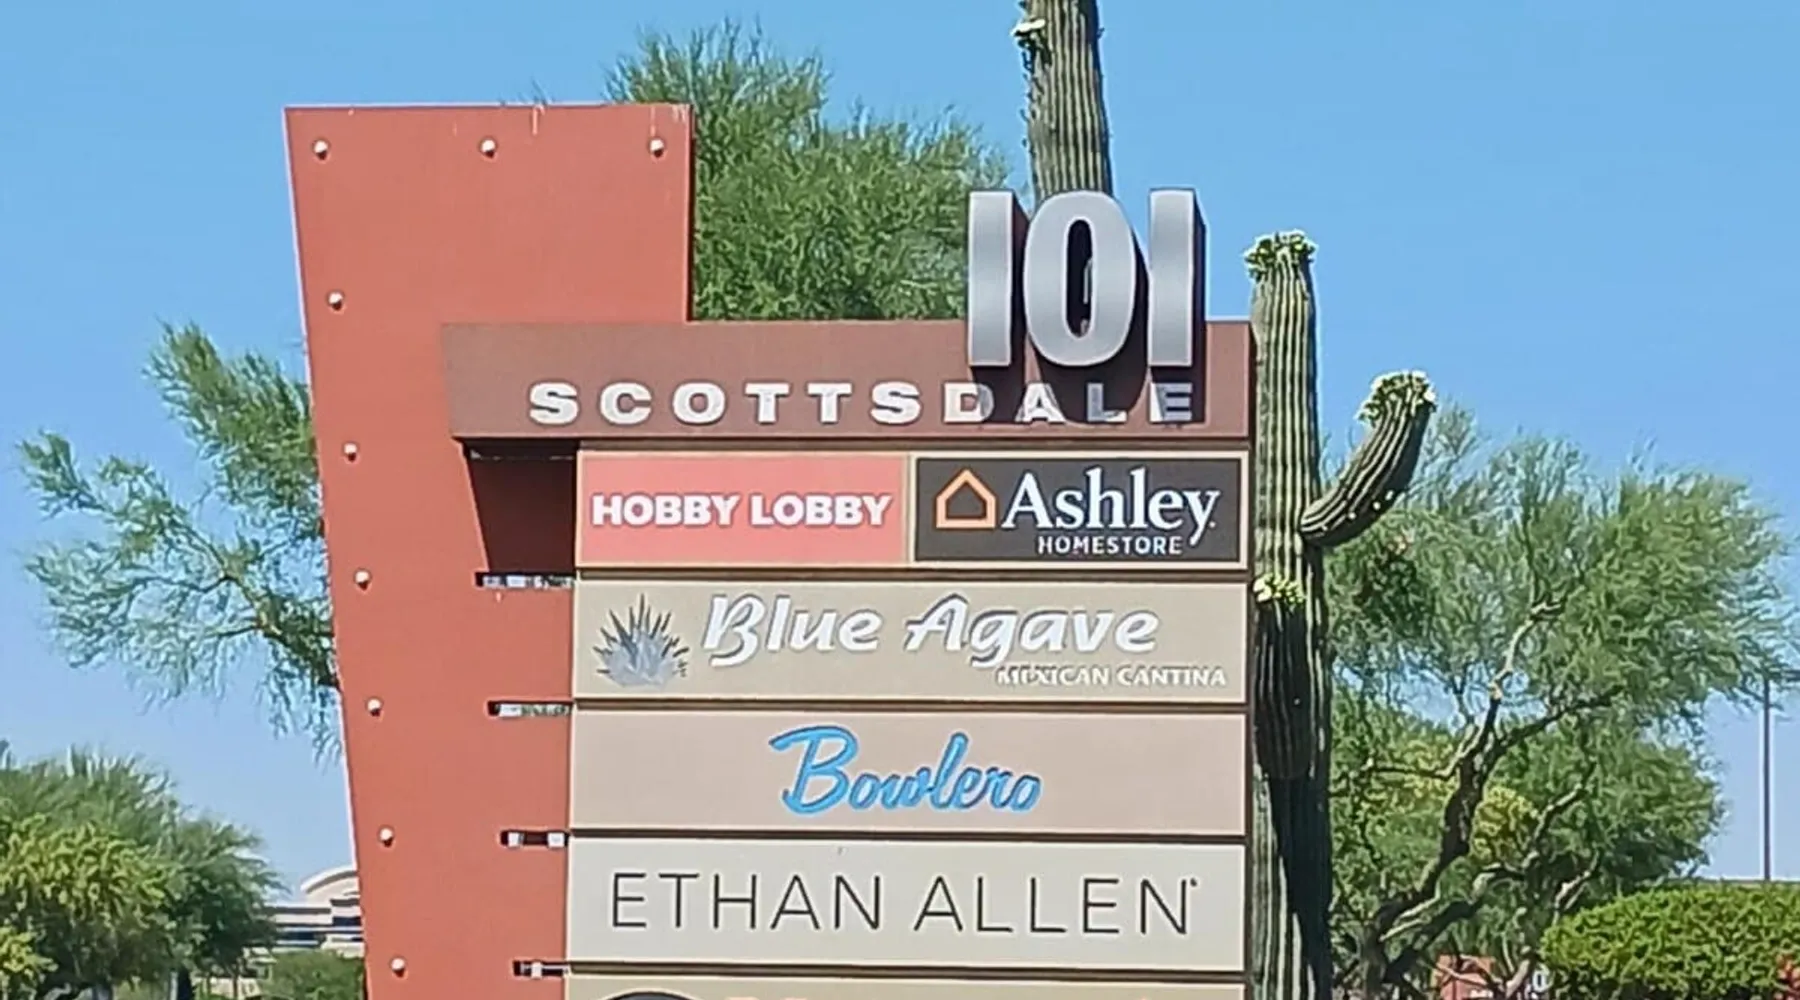 101
SCOTTSDALE
HOBBY LOBBY
Ashley
HOMESTORE
Blue Agave
MEXICAN CANTINA
Bowlero
ETHAN ALLEN